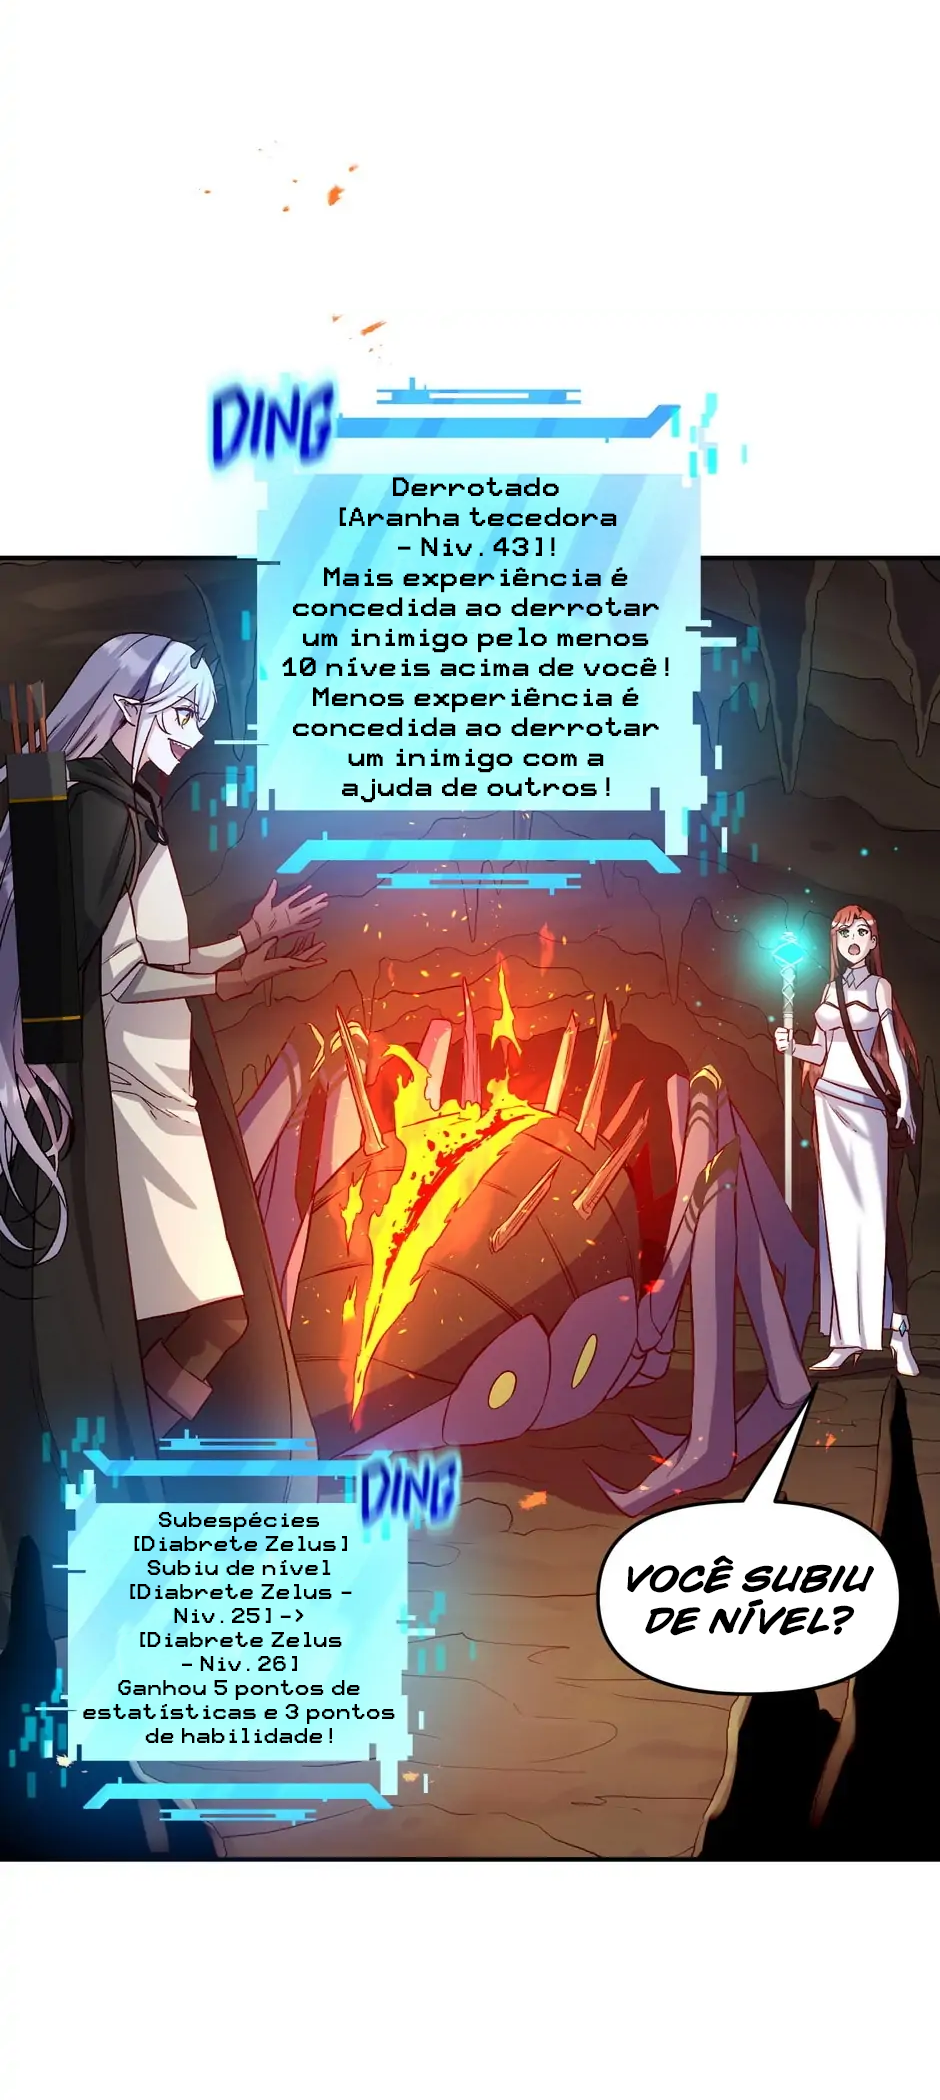 DING
Derrotado
[Aranha tecedora
- Niv. 43]!
Mais experiência é
concedida ao derrotar
um inimigo pelo menos
10 níveis acima de você!
Menos experiência é
concedida ao derrotar
um inimigo com a
ajuda de outros!
DING
Subespécies
[Diabrete Zelus]
Subiu de nível
[Diabrete Zelus -
Niv. 25] ->
[Diabrete Zelus
- Niv. 26]
Ganhou 5 pontos de
estatísticas e 3 pontos
de habilidade!
VOCÊ SUBIU
DE NÍVEL?